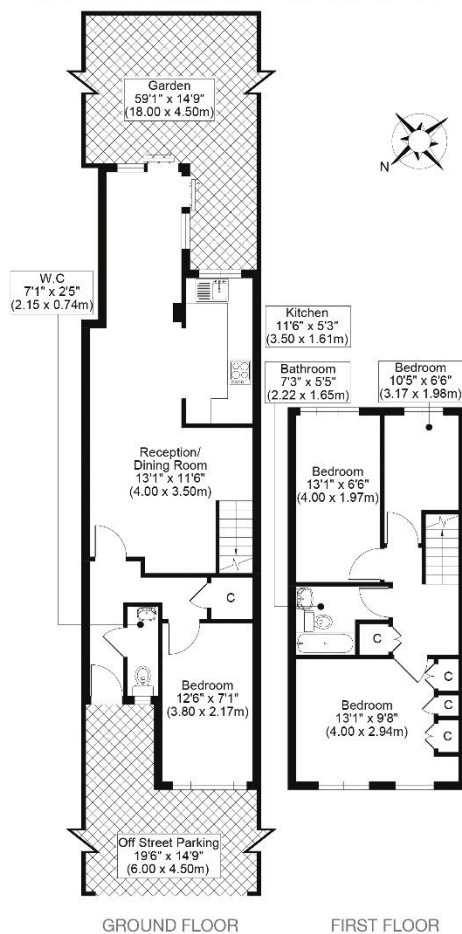 Garden
59'1" x 14'9"
(18.00 x 4.50m)
N
W.C
7'1" x 2'5"
(2.15 x 0.74m)
Kitchen
11'6" x 5'3"
(3.50 x 1.61m)
Bathroom
7'3" x 5'5"
(2.22 x 1.65m)
Bedroom
10'5" x 6'6"
(3.17 x 1.98m)
Reception/
Dining Room
13'1" x 11'6"
(4.00 x 3.50m)
Bedroom
13'1" x 6'6"
(4.00 x 1.97m)
C
C
Bedroom
12'6" x 7'1"
(3.80 x 2.17m)
Bedroom
13'1" x 9'8"
(4.00 x 2.94m)
C
C
C
Off Street Parking
19'6" x 14'9"
(6.00 x 4.50m)
GROUND FLOOR
FIRST FLOOR